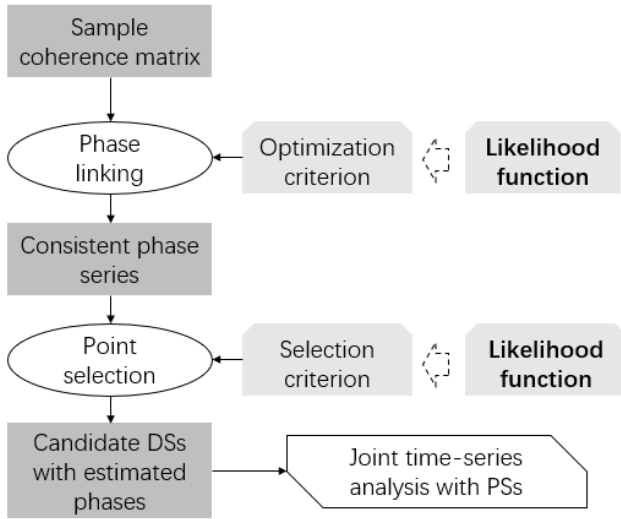 Sample
coherence matrix
Phase
linking
Optimization
criterion
Likelihood
function
Consistent phase
series
Point
selection
Selection
criterion
Likelihood
function
Candidate DSs
with estimated
phases
Joint time-series
analysis with PSs